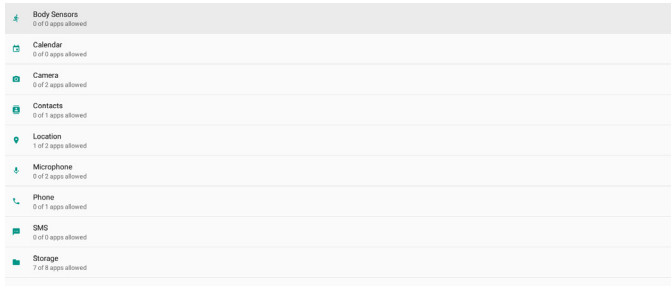 Body Sensors
0 of 0 apps allowed
Calendar
0 of 0 apps allowed
Camera
0 of 2 apps allowed
Contacts
0 of 1 apps allowed
Location
1 of 2 apps allowed
Microphone
0 of 2 apps allowed
Phone
0 of 1 apps allowed
SMS
0 of 0 apps allowed
Storage
7 of 8 apps allowed